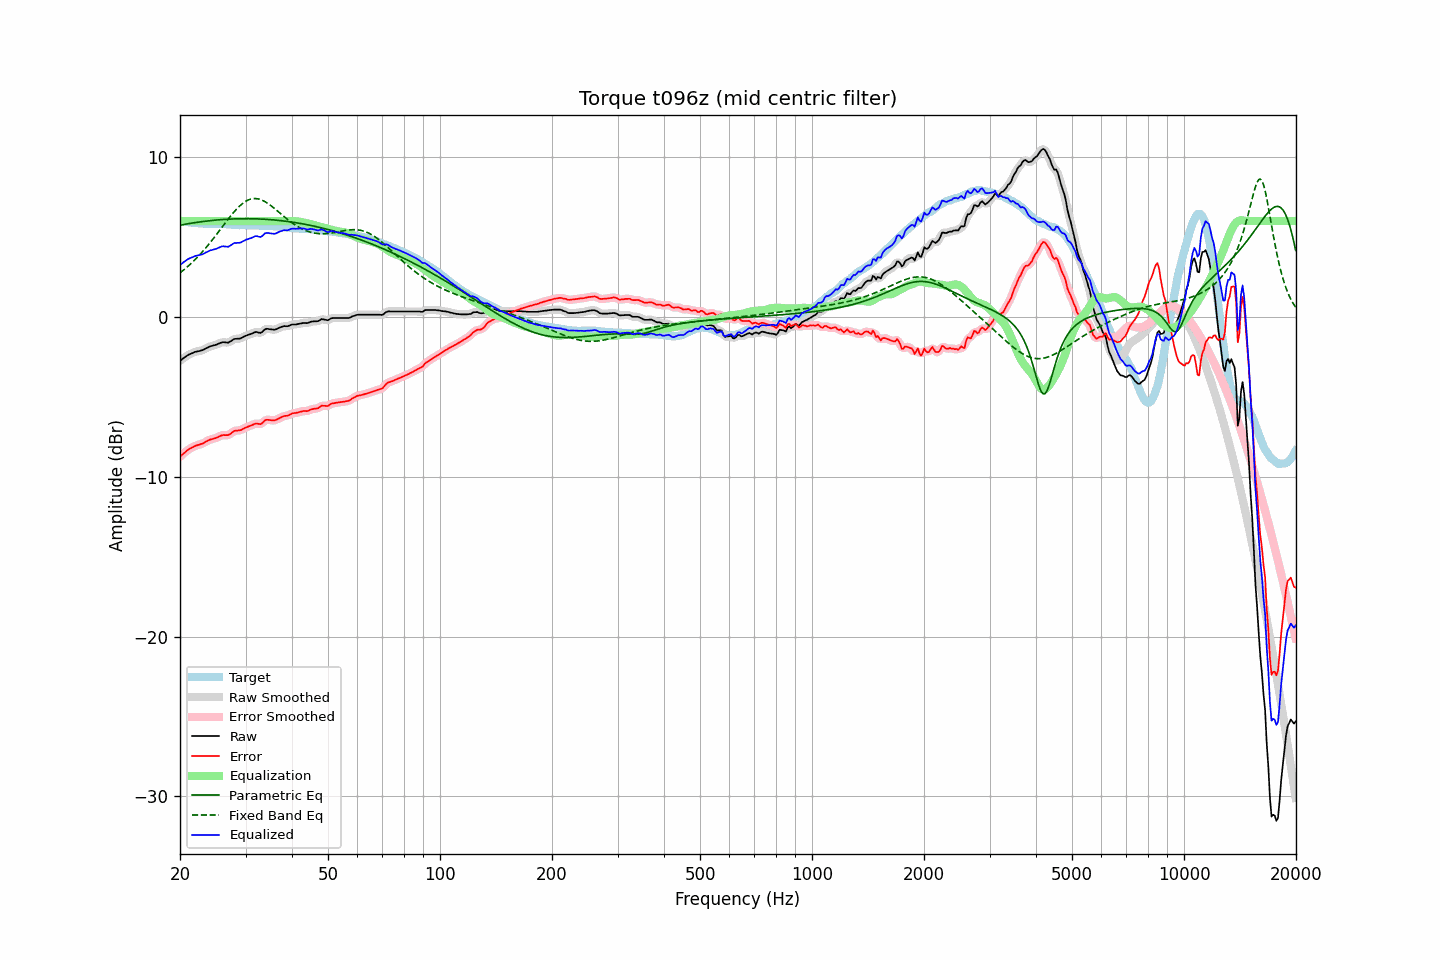 Torque t096z (mid centric filter)
10
0
−10
−20
−30
Amplitude (dBr)
Target
Raw Smoothed
Error Smoothed
Raw
Error
Equalization
Parametric Eq
Fixed Band Eq
Equalized
20 50 100 200 500 1000 2000 5000 10000 20000
Frequency (Hz)